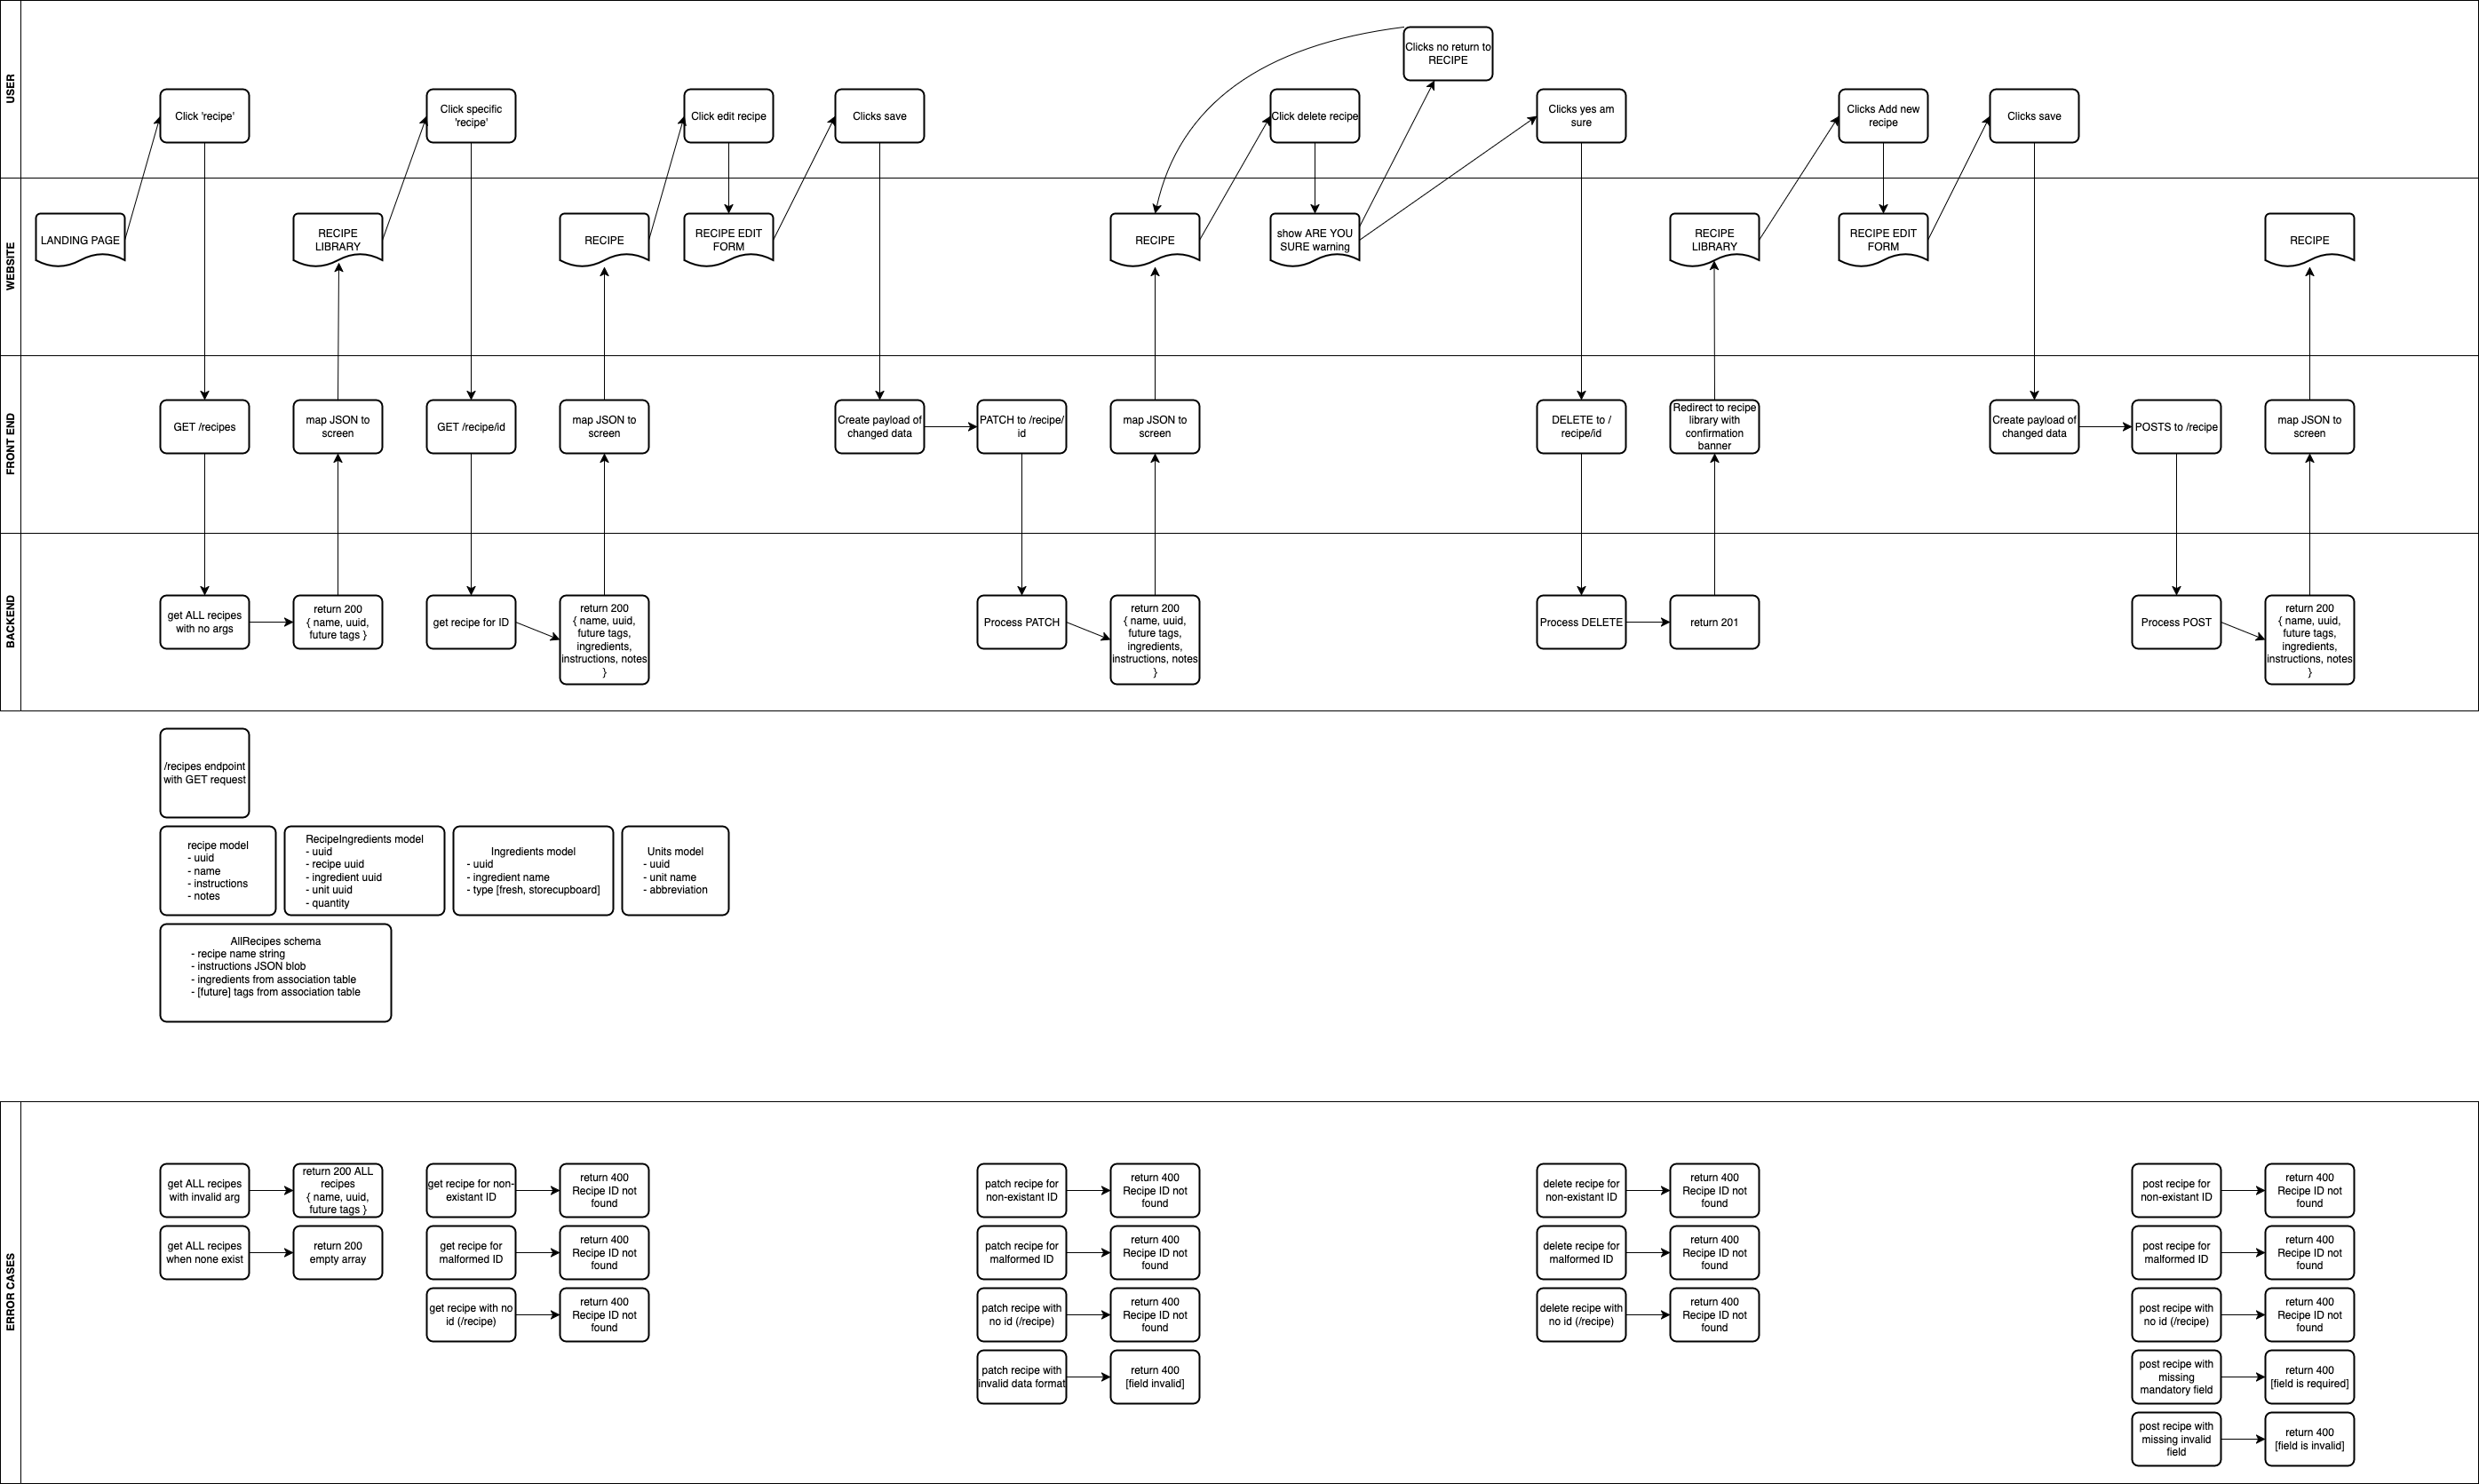 USER
Clicks no return to
RECIPE
Click 'recipe'
Click specific
'recipe'
Click edit recipe
Clicks save
Click delete recipe
Clicks yes am
sure
Clicks Add new
recipe
Clicks save
WEBSITE
LANDING PAGE
RECIPE
LIBRARY
RECIPE
RECIPE EDIT
FORM
RECIPE
show ARE YOU
SURE warning
RECIPE
LIBRARY
RECIPE EDIT
FORM
RECIPE
FRONT END
GET /recipes
map JSON to
screen
GET /recipe/id
map JSON to
screen
Create payload of
changed data
PATCH to /recipe/
id
map JSON to
screen
DELETE to /
recipe/id
Redirect to recipe
library with
confirmation
banner
Create payload of
changed data
POSTS to /recipe
map JSON to
screen
BACKEND
get ALL recipes
with no args
return 200
{ name, uuid,
future tags }
get recipe for ID
return 200
{ name, uuid,
future tags,
ingredients,
instructions, notes
}
Process PATCH
return 200
{ name, uuid,
future tags,
ingredients,
instructions, notes
}
Process DELETE
return 201
Process POST
return 200
{ name, uuid,
future tags,
ingredients,
instructions, notes
}
/recipes endpoint
with GET request
recipe model
- uuid
- name
- instructions
- notes
RecipeIngredients model
- uuid
- recipe uuid
- ingredient uuid
- unit uuid
- quantity
Ingredients model
- uuid
- ingredient name
- type [fresh, storecupboard]
Units model
- uuid
- unit name
- abbreviation
AllRecipes schema
- recipe name string
- instructions JSON blob
- ingredients from association table
- [future] tags from association table
ERROR CASES
get ALL recipes
with invalid arg
return 200 ALL
recipes
{ name, uuid,
future tags }
get ALL recipes
when none exist
return 200
empty array
get recipe for non-
existant ID
return 400
Recipe ID not
found
get recipe for
malformed ID
return 400
Recipe ID not
found
get recipe with no
id (/recipe)
return 400
Recipe ID not
found
patch recipe for
non-existant ID
return 400
Recipe ID not
found
patch recipe for
malformed ID
return 400
Recipe ID not
found
patch recipe with
no id (/recipe)
return 400
Recipe ID not
found
patch recipe with
invalid data format
return 400
[field invalid]
delete recipe for
non-existant ID
return 400
Recipe ID not
found
delete recipe for
malformed ID
return 400
Recipe ID not
found
delete recipe with
no id (/recipe)
return 400
Recipe ID not
found
post recipe for
non-existant ID
return 400
Recipe ID not
found
post recipe for
malformed ID
return 400
Recipe ID not
found
post recipe with
no id (/recipe)
return 400
Recipe ID not
found
post recipe with
missing
mandatory field
return 400
[field is required]
post recipe with
missing invalid
field
return 400
[field is invalid]